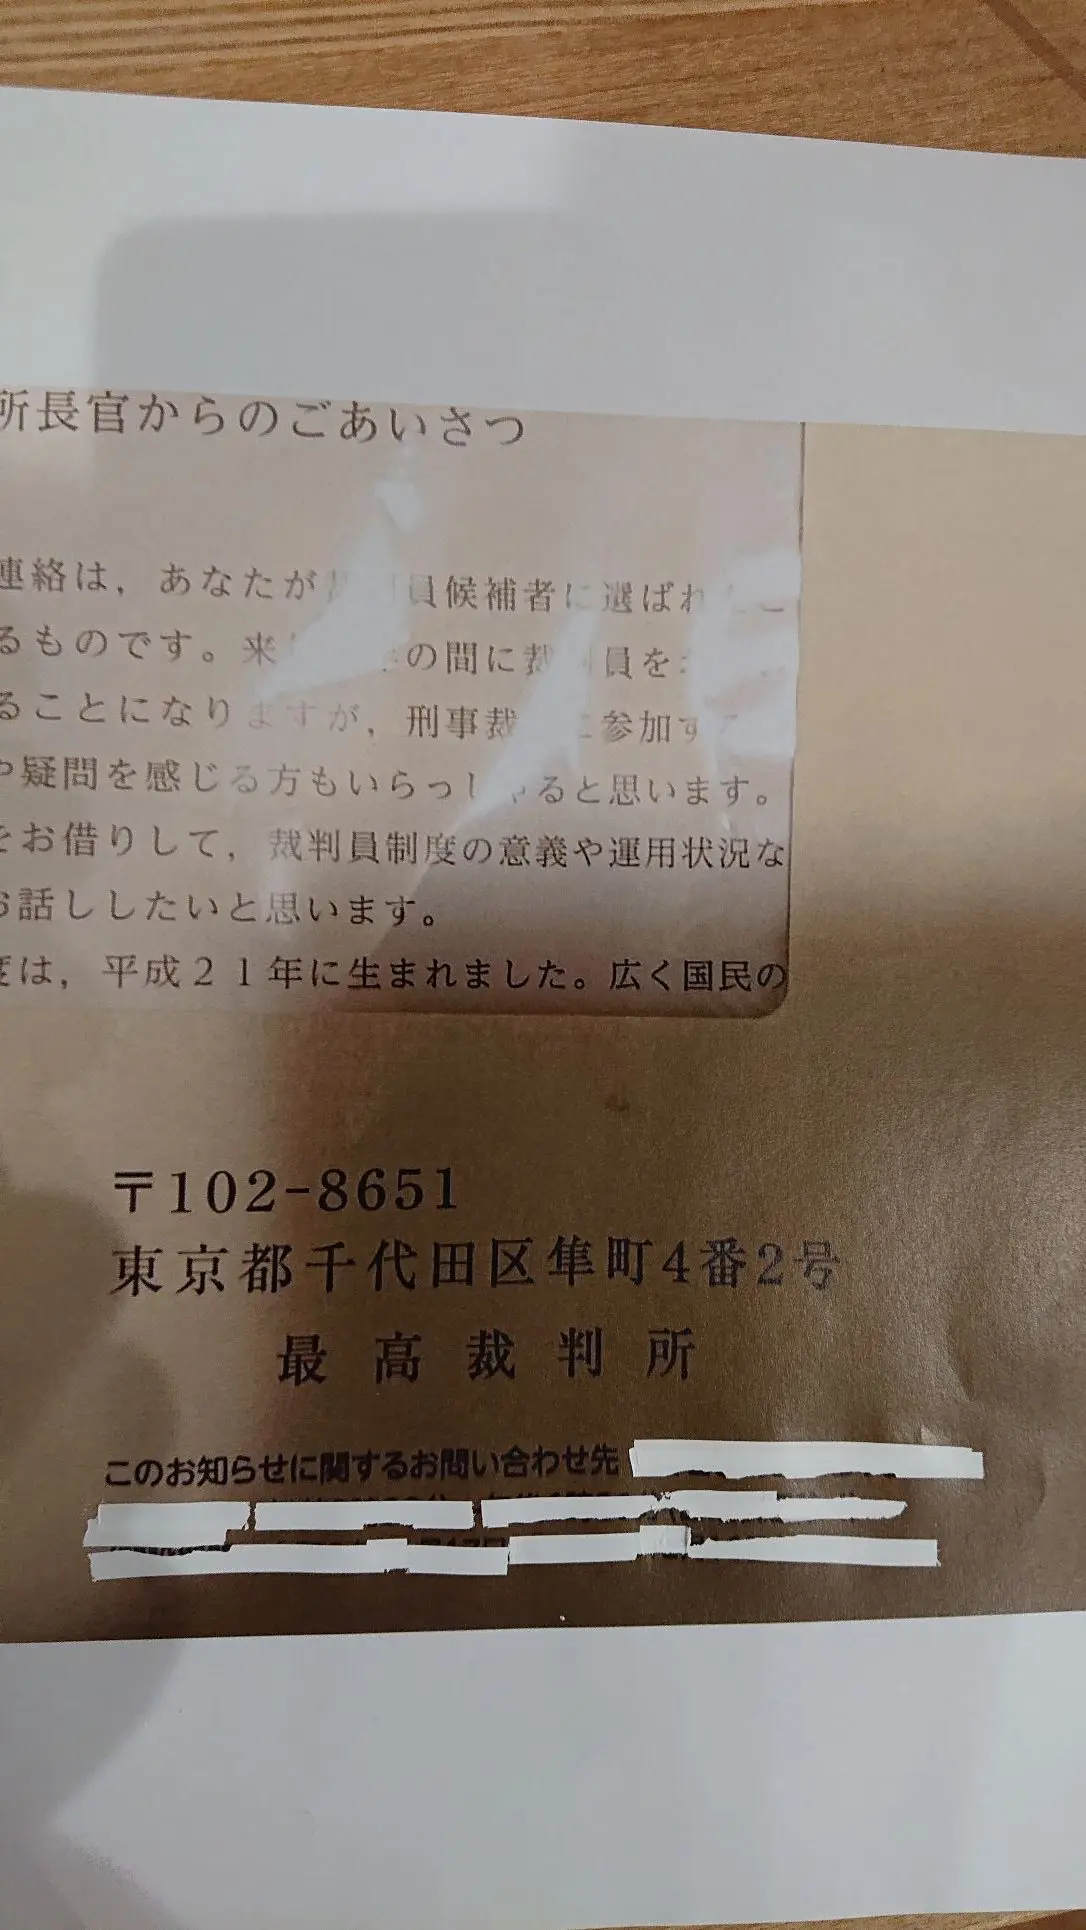 所長官からのごあいさつ
連絡は，あなたが 員候補者に選ばれたこ
るものです。来 の間に裁判員を
ることになりますが，刑事裁 に参加する
や疑問を感じる方もいらっしゃると思います。
をお借りして，裁判員制度の意義や運用状況な
お話ししたいと思います。
度は，平成２１年に生まれました。広く国民の
〒102-8651
東京都千代田区隼町4番2号
最高裁判所
このお知らせに関するお問い合わせ先